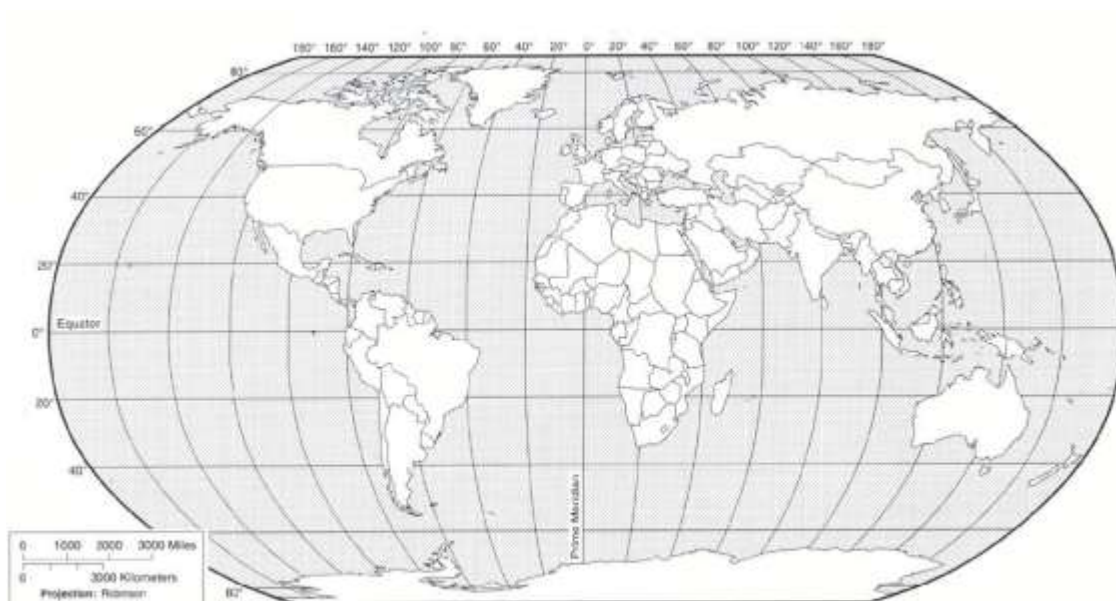 180° 160° 140° 120° 100° 80° 60° 40° 20° 0° 20° 40° 60° 80° 100° 120° 140° 160° 180°
80°
60°
40°
20°
Equator
0°
20°
40°
Prime Meridian
0 1000 2000 3000 Miles
0 3000 Kilometers
Projection: Robinson
80°